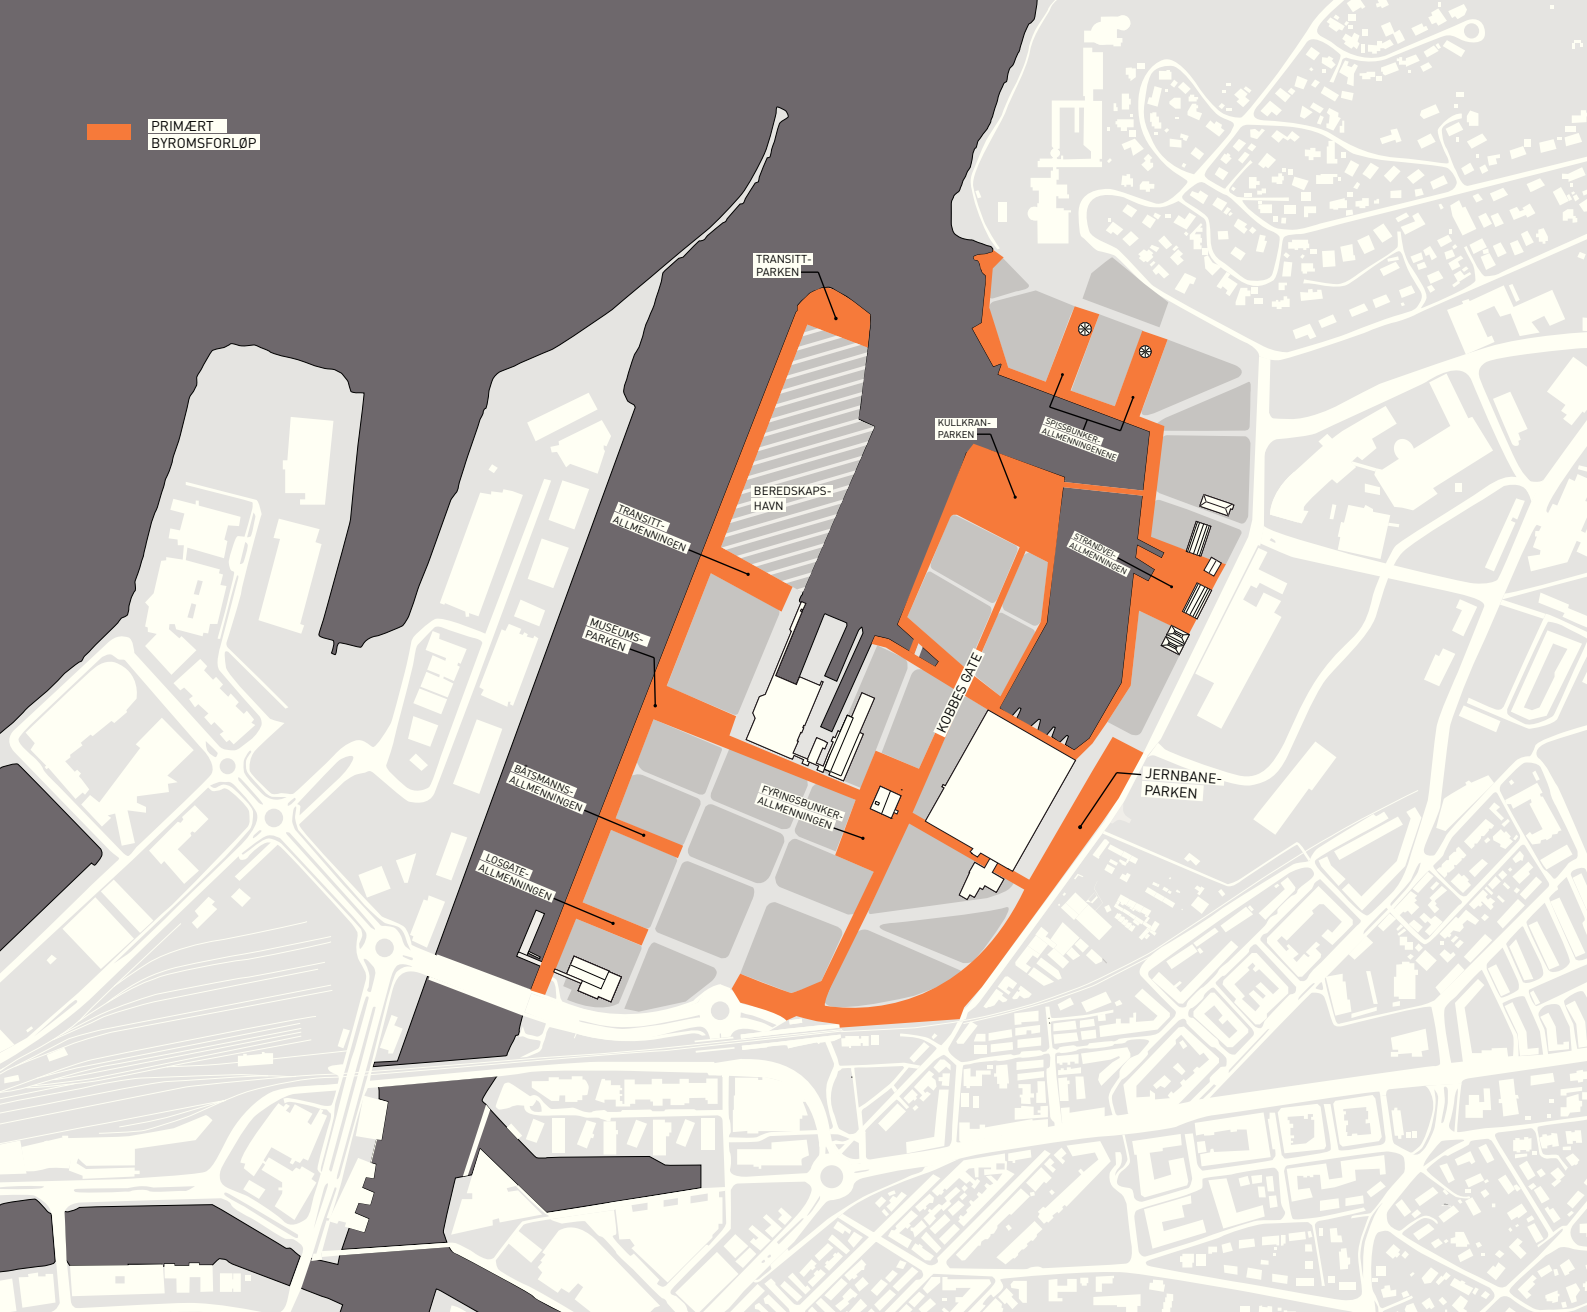 PRIMÆRT
BYROMSFORLØP
TRANSITT-
PARKEN
KULLKRAN-
PARKEN
SPISSBUNKER-
ALLMENNINGENENE
BEREDSKAPS-
HAVN
TRANSITT-
ALLMENNINGEN
STRANDVEI-
ALLMENNINGEN
MUSEUMS-
PARKEN
KOBBES GATE
BÅTSMANNS-
ALLMENNINGEN
FYRINGSBUNKER-
ALLMENNINGEN
JERNBANE-
PARKEN
LOSGATE-
ALLMENNINGEN